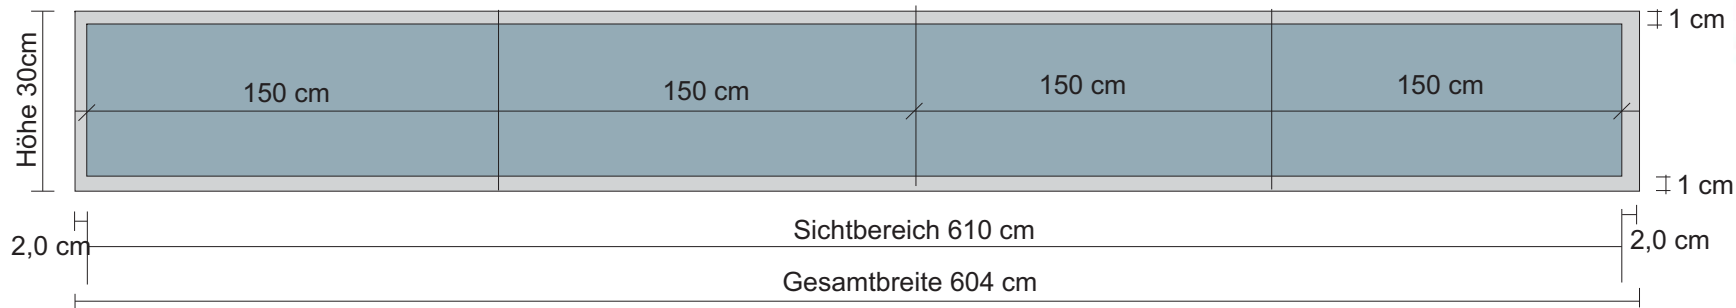 1 cm
Höhe 30cm
150 cm
150 cm
150 cm
150 cm
1 cm
2,0 cm
Sichtbereich 610 cm
2,0 cm
Gesamtbreite 604 cm